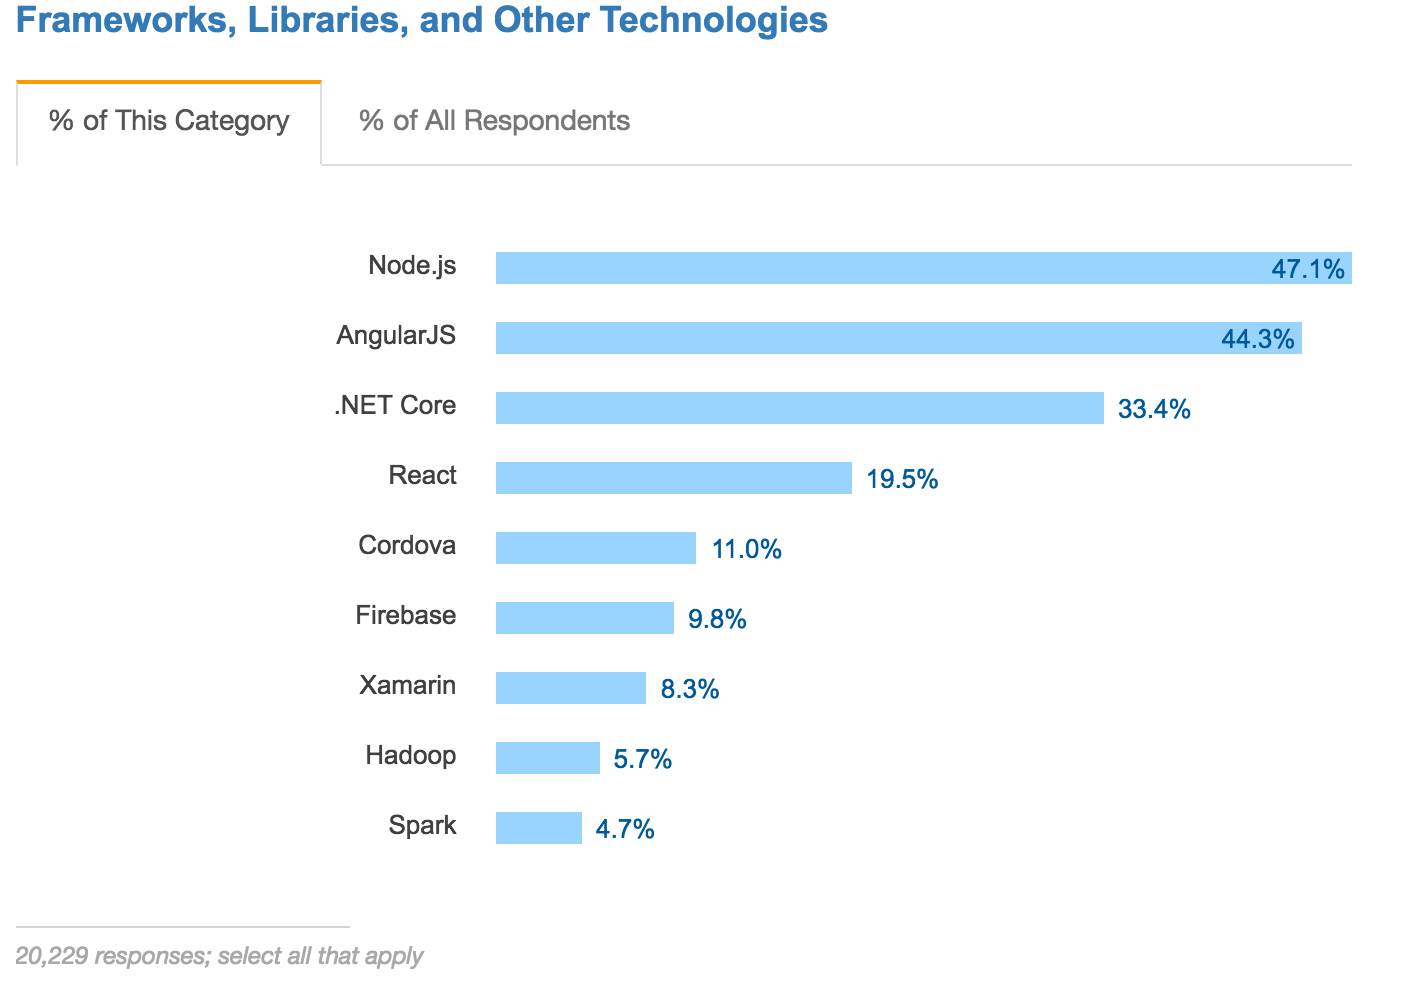 Frameworks, Libraries, and Other Technologies
% of This Category % of All Respondents
Node.js 47.1%
AngularJS 44.3%
.NET Core 33.4%
React 19.5%
Cordova 11.0%
Firebase 9.8%
Xamarin 8.3%
Hadoop 5.7%
Spark 4.7%
20,229 responses; select all that apply